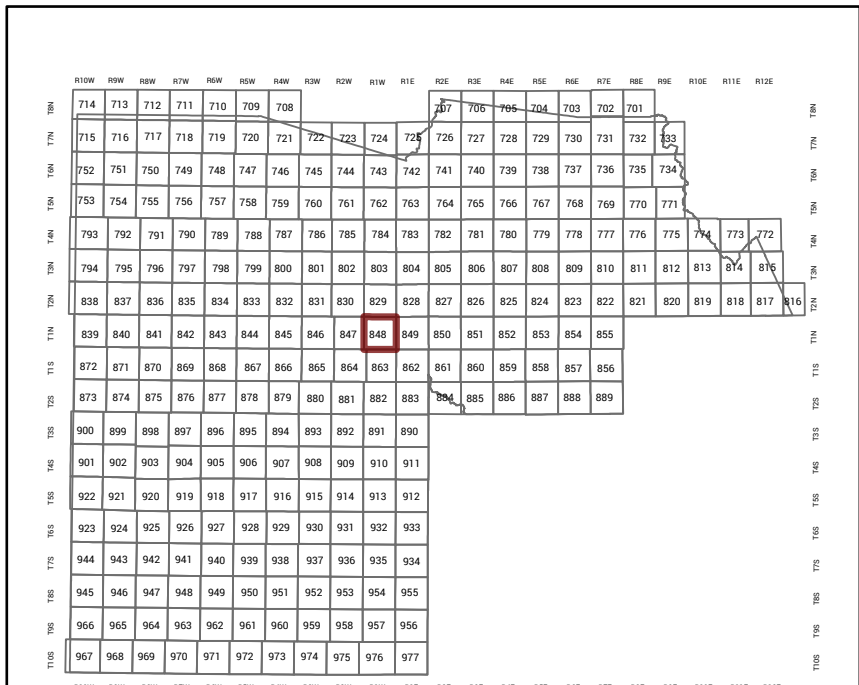 R10W R9W R8W R7W R6W R5W R4W R3W R2W R1W R1E R2E R3E R4E R5E R6E R7E R8E R9E R10E R11E R12E
T8N 714 713 712 711 710 709 708 707 706 705 704 703 702 701 T8N
T7N 715 716 717 718 719 720 721 722 723 724 725 726 727 728 729 730 731 732 733 T7N
T6N 752 751 750 749 748 747 746 745 744 743 742 741 740 739 738 737 736 735 734 T6N
T5N 753 754 755 756 757 758 759 760 761 762 763 764 765 766 767 768 769 770 771 T5N
T4N 793 792 791 790 789 788 787 786 785 784 783 782 781 780 779 778 777 776 775 774 773 772 T4N
T3N 794 795 796 797 798 799 800 801 802 803 804 805 806 807 808 809 810 811 812 813 814 815 T3N
T2N 838 837 836 835 834 833 832 831 830 829 828 827 826 825 824 823 822 821 820 819 818 817 816 T2N
T1N 839 840 841 842 843 844 845 846 847 848 849 850 851 852 853 854 855 T1N
T1S 872 871 870 869 868 867 866 865 864 863 862 861 860 859 858 857 856 T1S
T2S 873 874 875 876 877 878 879 880 881 882 883 884 885 886 887 888 889 T2S
T3S 900 899 898 897 896 895 894 893 892 891 890 T3S
T4S 901 902 903 904 905 906 907 908 909 910 911 T4S
T5S 922 921 920 919 918 917 916 915 914 913 912 T5S
T6S 923 924 925 926 927 928 929 930 931 932 933 T6S
T7S 944 943 942 941 940 939 938 937 936 935 934 T7S
T8S 945 946 947 948 949 950 951 952 953 954 955 T8S
T9S 966 965 964 963 962 961 960 959 958 957 956 T9S
T10S 967 968 969 970 971 972 973 974 975 976 977 T10S